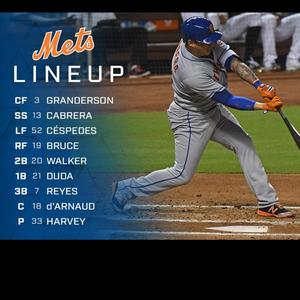 Mets
LINEUP
CF 3 GRANDERSON
SS 13 CABRERA
LF 52 CÉSPEDES
RF 19 BRUCE
2B 20 WALKER
1B 21 DUDA
3B 7 REYES
C 18 d'ARNAUD
P 33 HARVEY